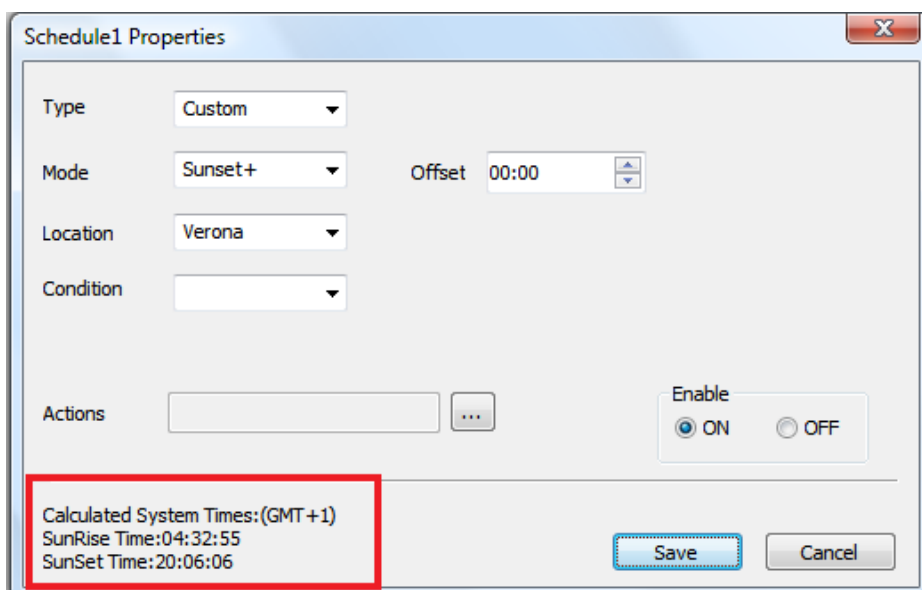 Schedule1 Properties
Type Custom
Mode Sunset+ Offset 00:00
Location Verona
Condition
Actions ...
Enable
ON OFF
Calculated System Times:(GMT+1)
SunRise Time:04:32:55
SunSet Time:20:06:06
Save Cancel